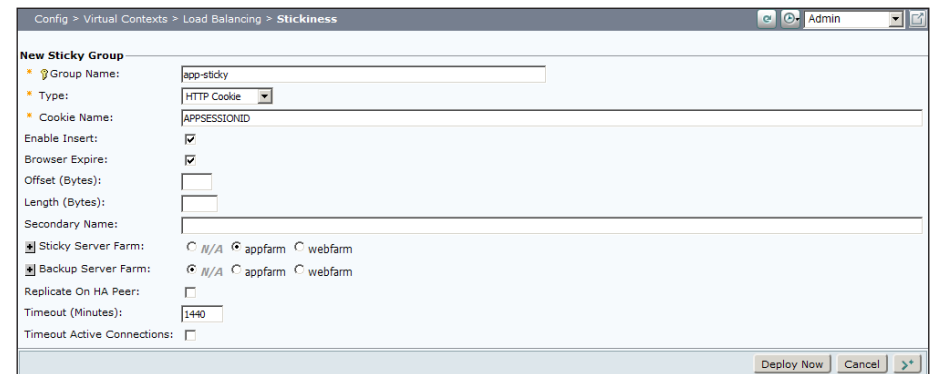 Config > Virtual Contexts > Load Balancing > Stickiness
Admin
New Sticky Group
* Group Name: app-sticky
* Type: HTTP Cookie
* Cookie Name: APPSESSIONID
Enable Insert:
Browser Expire:
Offset (Bytes):
Length (Bytes):
Secondary Name:
Sticky Server Farm: N/A appfarm webfarm
Backup Server Farm: N/A appfarm webfarm
Replicate On HA Peer:
Timeout (Minutes): 1440
Timeout Active Connections:
Deploy Now Cancel